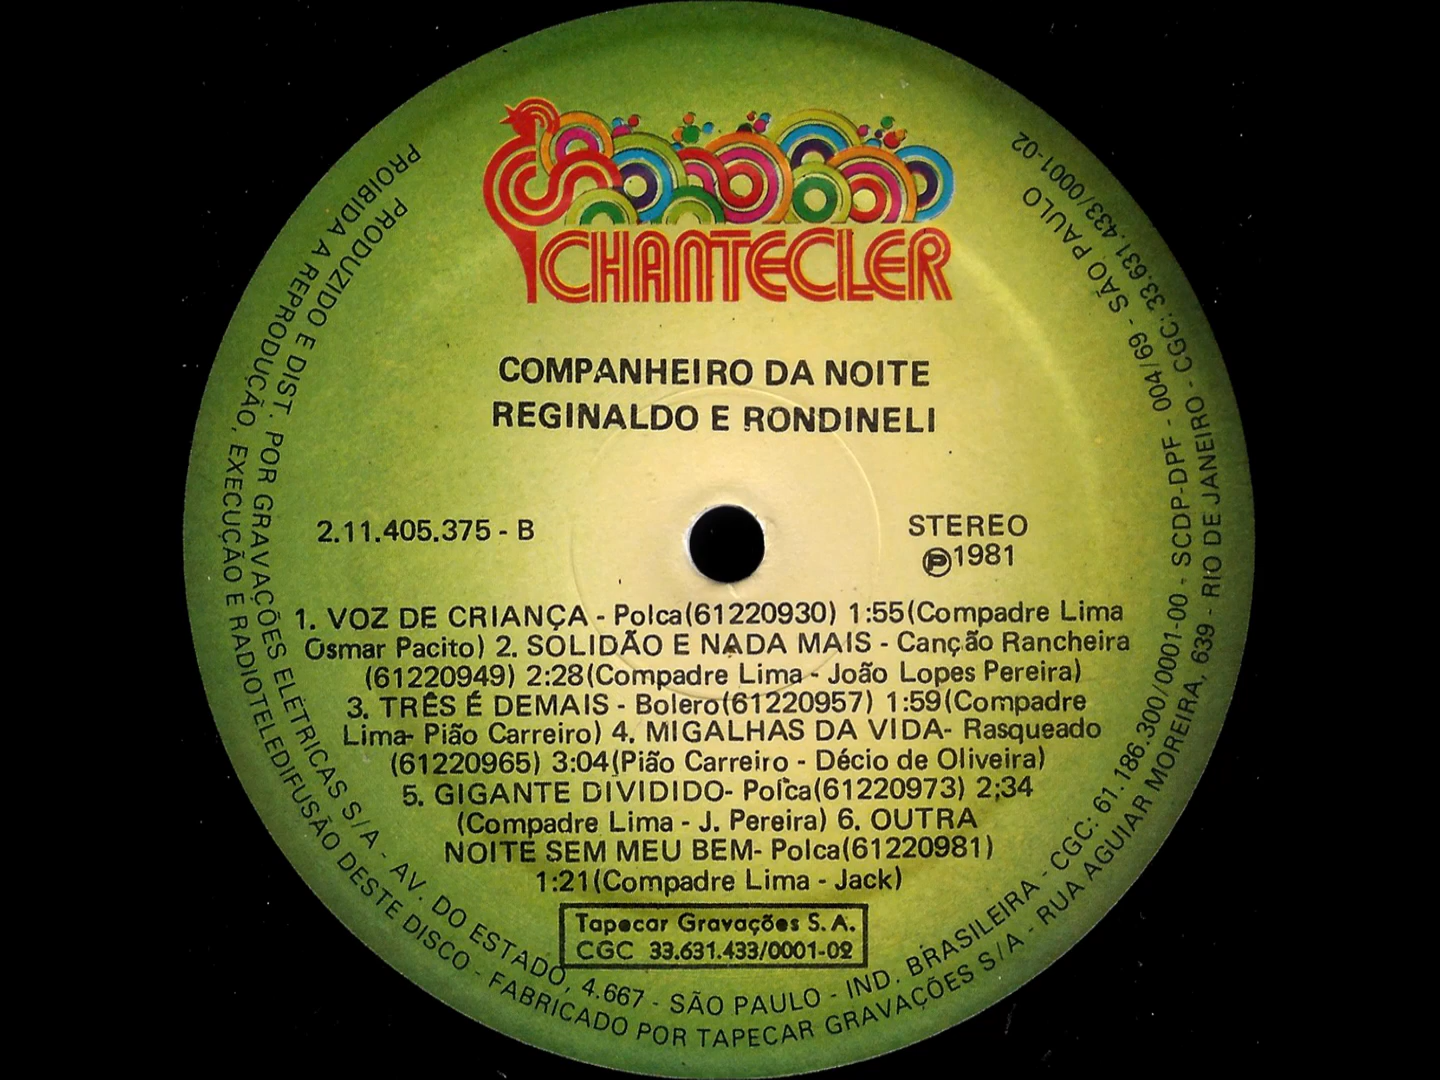 CHANTECLER
COMPANHEIRO DA NOITE
REGINALDO E RONDINELI
2.11.405.375 - B
STEREO
Ⓟ1981
1. VOZ DE CRIANÇA - Polca(61220930) 1:55(Compadre Lima
Osmar Pacito) 2. SOLIDÃO E NADA MAIS - Canção Rancheira
(61220949) 2:28(Compadre Lima - João Lopes Pereira)
3. TRÊS É DEMAIS - Bolero(61220957) 1:59(Compadre
Lima- Pião Carreiro) 4. MIGALHAS DA VIDA- Rasqueado
(61220965) 3:04(Pião Carreiro - Décio de Oliveira)
5. GIGANTE DIVIDIDO- Polca(61220973) 2;34
(Compadre Lima - J. Pereira) 6. OUTRA
NOITE SEM MEU BEM- Polca(61220981)
1:21(Compadre Lima - Jack)
Tapecar Gravações S.A.
CGC 33.631.433/0001-02
PRODUZIDO E DIST. POR GRAVAÇÕES ELÉTRICAS S/A - AV. DO ESTADO, 4.667 - SÃO PAULO - IND. BRASILEIRA - CGC: 61.186.300/0001-00 - SCDP-DPF - 004/69 - SÃO PAULO
PROIBIDA A REPRODUÇÃO, EXECUÇÃO E RADIOTELEDIFUSÃO DESTE DISCO - FABRICADO POR TAPECAR GRAVAÇÕES S/A - RUA AGUIAR MOREIRA, 639 - RIO DE JANEIRO - CGC: 33.631.433/0001-02